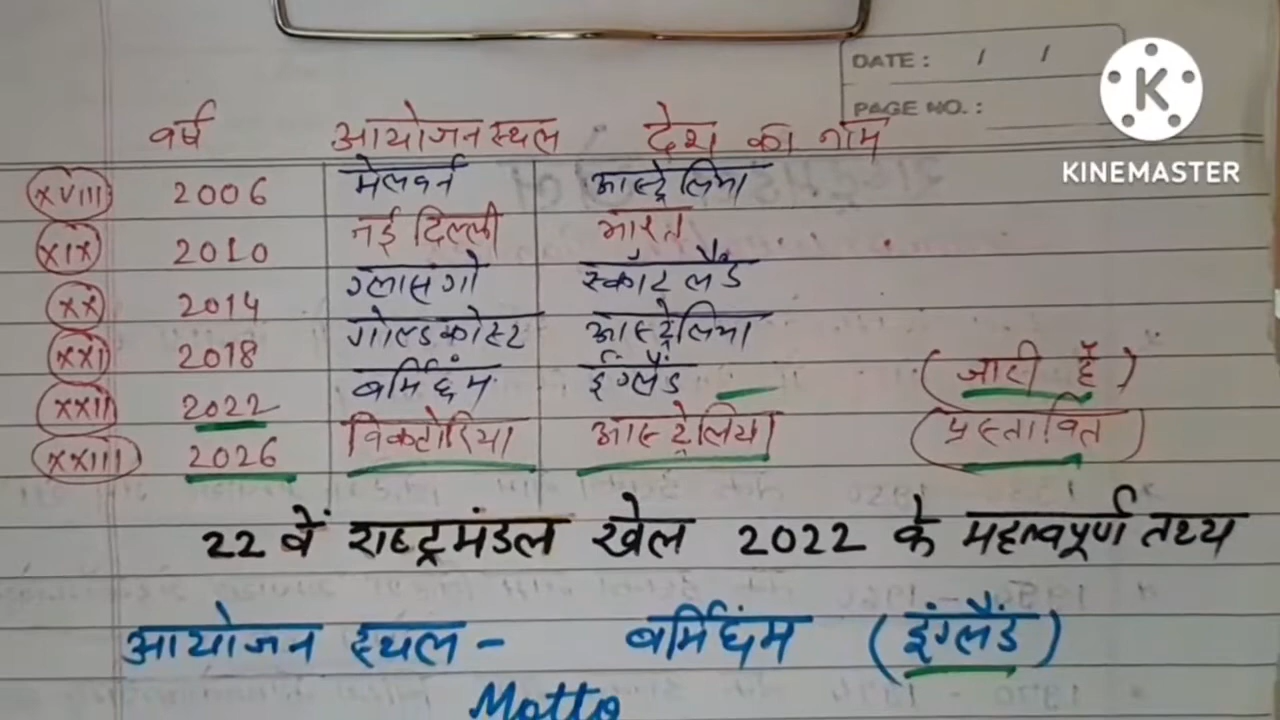 DATE : / /
PAGE NO. :
K
KINEMASTER
वर्ष आयोजन स्थल देश का नाम
XVIII 2006 मेलबर्न आस्ट्रेलिया
XIX 2010 नई दिल्ली भारत
XX 2014 ग्लासगो स्कॉटलैंड
XXI 2018 गोल्डकोस्ट आस्ट्रेलिया
XXII 2022 बर्मिंघम इंग्लैंड (जारी है)
XXIII 2026 विक्टोरिया आस्ट्रेलिया (प्रस्तावित)
22 वें राष्ट्रमंडल खेल 2022 के महत्वपूर्ण तथ्य
आयोजन स्थल - बर्मिंघम (इंग्लैंड)
Motto